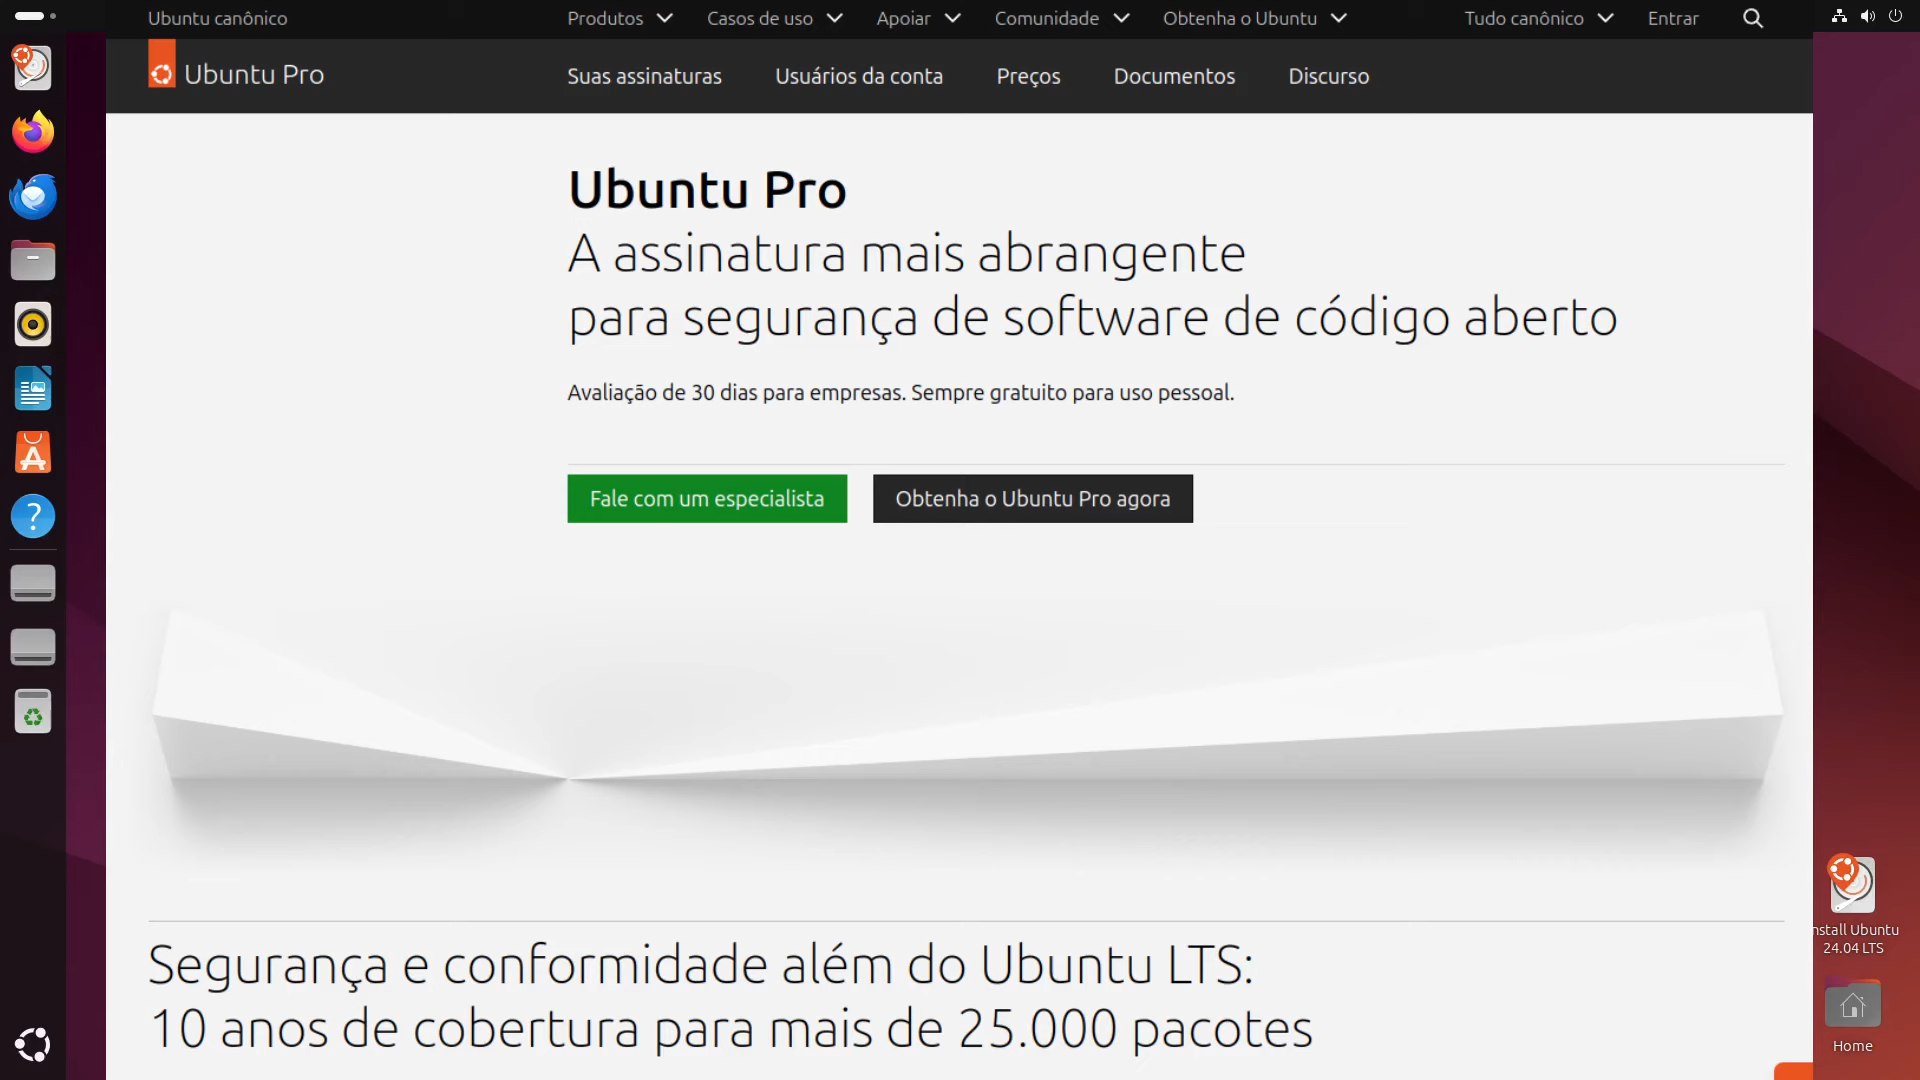 Ubuntu canônico
Produtos
Casos de uso
Apoiar
Comunidade
Obtenha o Ubuntu
Tudo canônico
Entrar
Ubuntu Pro
Suas assinaturas
Usuários da conta
Preços
Documentos
Discurso
Ubuntu Pro
A assinatura mais abrangente
para segurança de software de código aberto
Avaliação de 30 dias para empresas. Sempre gratuito para uso pessoal.
Fale com um especialista
Obtenha o Ubuntu Pro agora
Segurança e conformidade além do Ubuntu LTS:
10 anos de cobertura para mais de 25.000 pacotes
nstall Ubuntu
24.04 LTS
Home